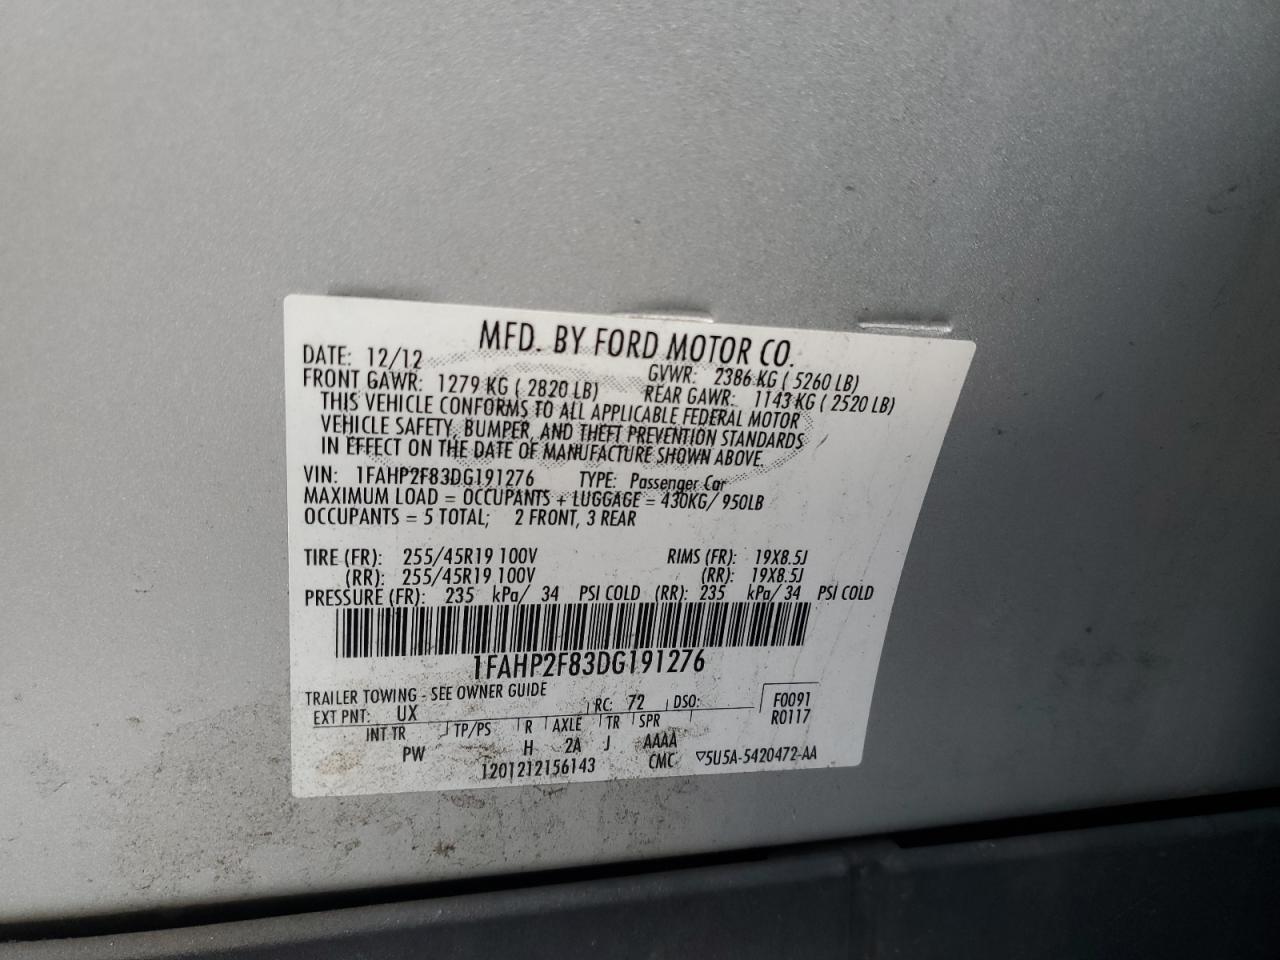 MFD. BY FORD MOTOR CO.
DATE: 12/12 GVWR: 2386 KG ( 5260 LB)
FRONT GAWR: 1279 KG ( 2820 LB) REAR GAWR: 1143 KG ( 2520 LB)
THIS VEHICLE CONFORMS TO ALL APPLICABLE FEDERAL MOTOR
VEHICLE SAFETY, BUMPER, AND THEFT PREVENTION STANDARDS
IN EFFECT ON THE DATE OF MANUFACTURE SHOWN ABOVE.
VIN: 1FAHP2F83DG191276 TYPE: Passenger Car
MAXIMUM LOAD = OCCUPANTS + LUGGAGE = 430KG/ 950LB
OCCUPANTS = 5 TOTAL; 2 FRONT, 3 REAR
TIRE (FR): 255/45R19 100V RIMS (FR): 19X8.5J
(RR): 255/45R19 100V (RR): 19X8.5J
PRESSURE (FR): 235 kPa/ 34 PSI COLD (RR): 235 kPa/ 34 PSI COLD
1FAHP2F83DG191276
TRAILER TOWING - SEE OWNER GUIDE
EXT PNT: UX RC: 72 DSO: F0091
R0117
INT TR TP/PS R AXLE TR SPR
PW H 2A J AAAA
1201212156143 CMC ▽5U5A-5420472-AA